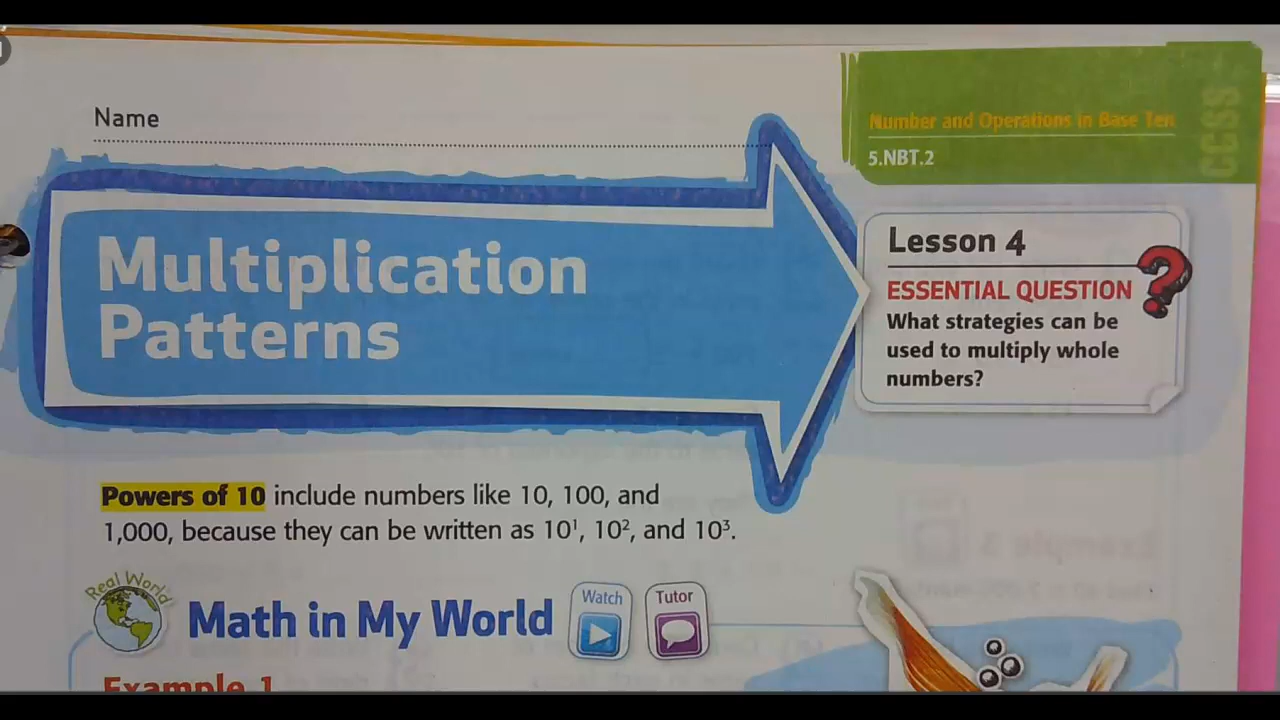 Name
Number and Operations in Base Ten
5.NBT.2
CCSS
Multiplication
Patterns
Lesson 4
ESSENTIAL QUESTION
What strategies can be
used to multiply whole
numbers?
Powers of 10 include numbers like 10, 100, and
1,000, because they can be written as 10¹, 10², and 10³.
Real World
Math in My World
Watch
Tutor
Example 1